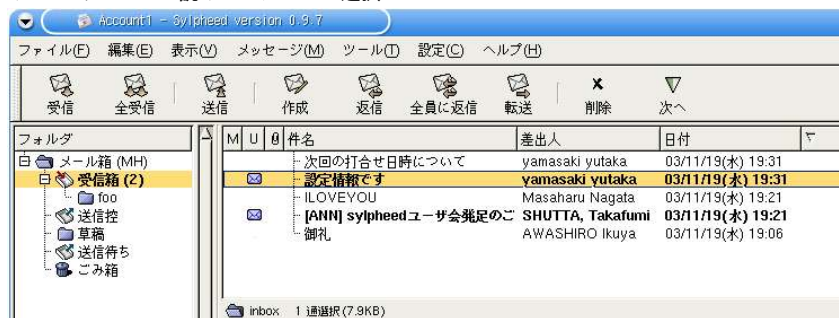 Account1 - Sylpheed version 0.9.7
ファイル(F) 編集(E) 表示(V) メッセージ(M) ツール(T) 設定(C) ヘルプ(H)
受信 全受信 送信 作成 返信 全員に返信 転送 削除 次へ
フォルダ
メール箱 (MH)
受信箱 (2)
foo
送信控
草稿
送信待ち
ごみ箱
M U 件名 差出人 日付
次回の打合せ日時について yamasaki yutaka 03/11/19(水) 19:31
設定情報です yamasaki yutaka 03/11/19(水) 19:31
ILOVEYOU Masaharu Nagata 03/11/19(水) 19:21
[ANN] sylpheedユーザ会発足のご SHUTTA, Takafumi 03/11/19(水) 19:21
御礼 AWASHIRO Ikuya 03/11/19(水) 19:06
inbox 1 通選択(7.9KB)